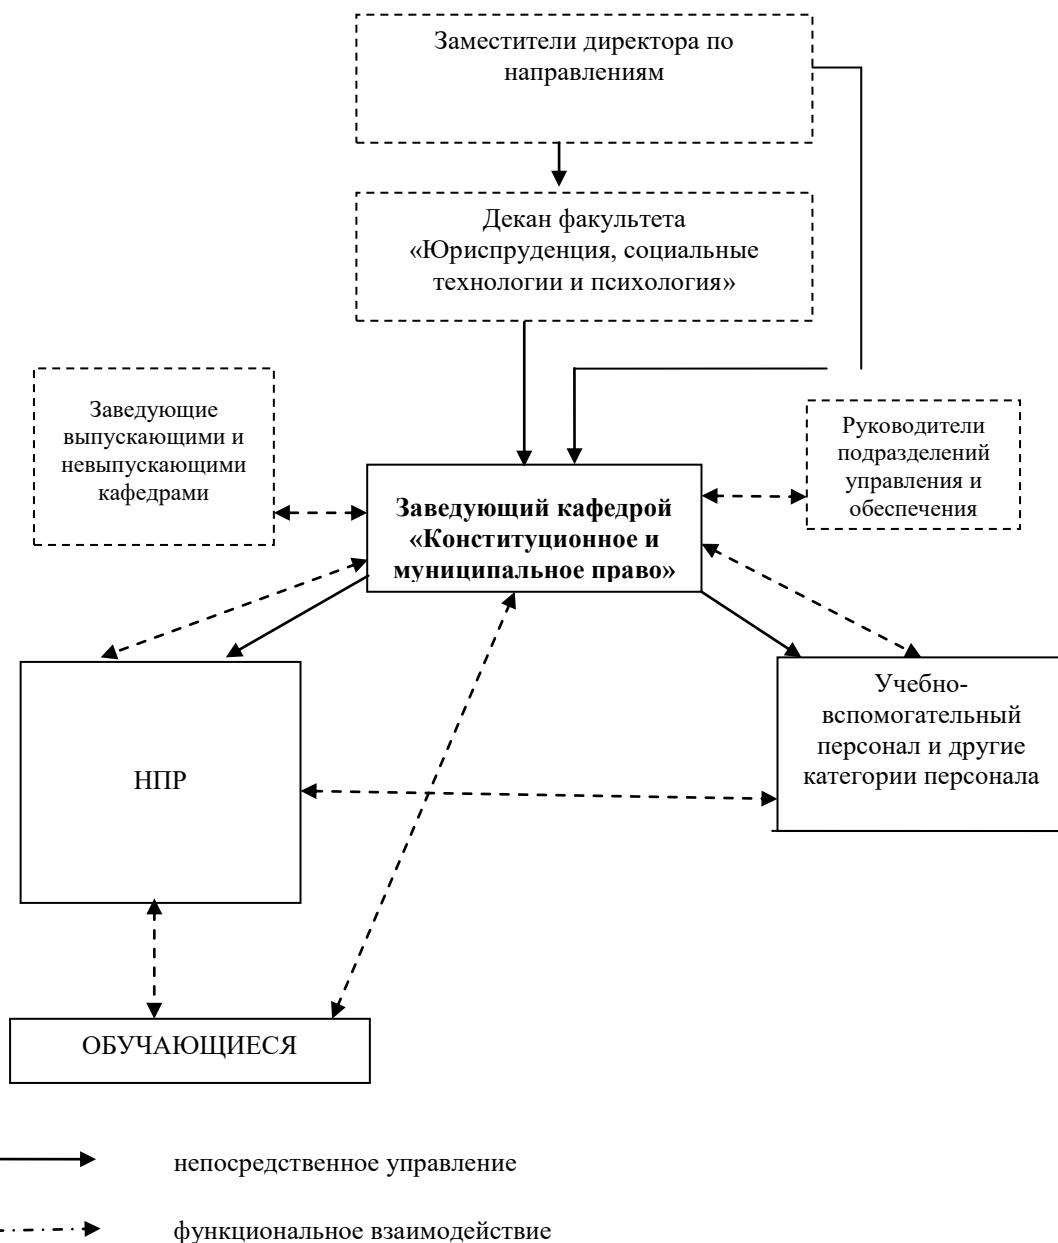 Заместители директора по
направлениям
Декан факультета
«Юриспруденция, социальные
технологии и психология»
Заведующие
выпускающими и
невыпускающими
кафедрами
Руководители
подразделений
управления и
обеспечения
Заведующий кафедрой
«Конституционное и
муниципальное право»
НПР
Учебно-
вспомогательный
персонал и другие
категории персонала
ОБУЧАЮЩИЕСЯ
непосредственное управление
функциональное взаимодействие